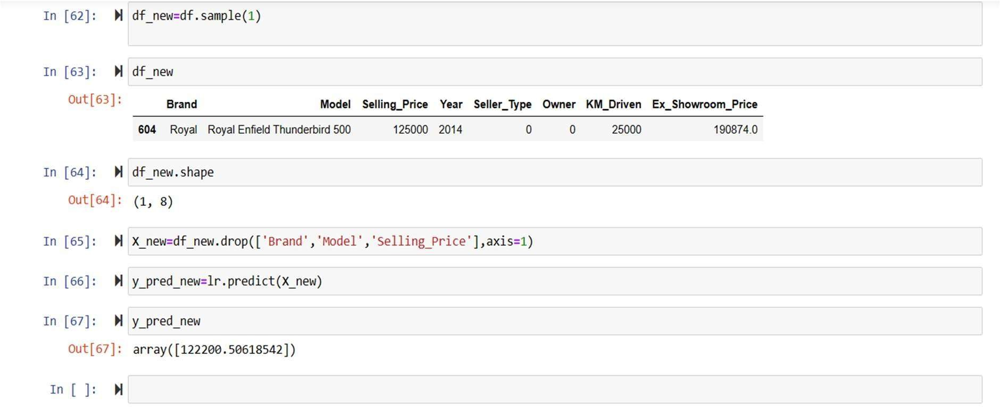 In [62]: df_new=df.sample(1)
In [63]: df_new
Out[63]:
Brand Model Selling_Price Year Seller_Type Owner KM_Driven Ex_Showroom_Price
604 Royal Royal Enfield Thunderbird 500 125000 2014 0 0 25000 190874.0
In [64]: df_new.shape
Out[64]: (1, 8)
In [65]: X_new=df_new.drop(['Brand','Model','Selling_Price'],axis=1)
In [66]: y_pred_new=lr.predict(X_new)
In [67]: y_pred_new
Out[67]: array([122200.50618542])
In [ ]: